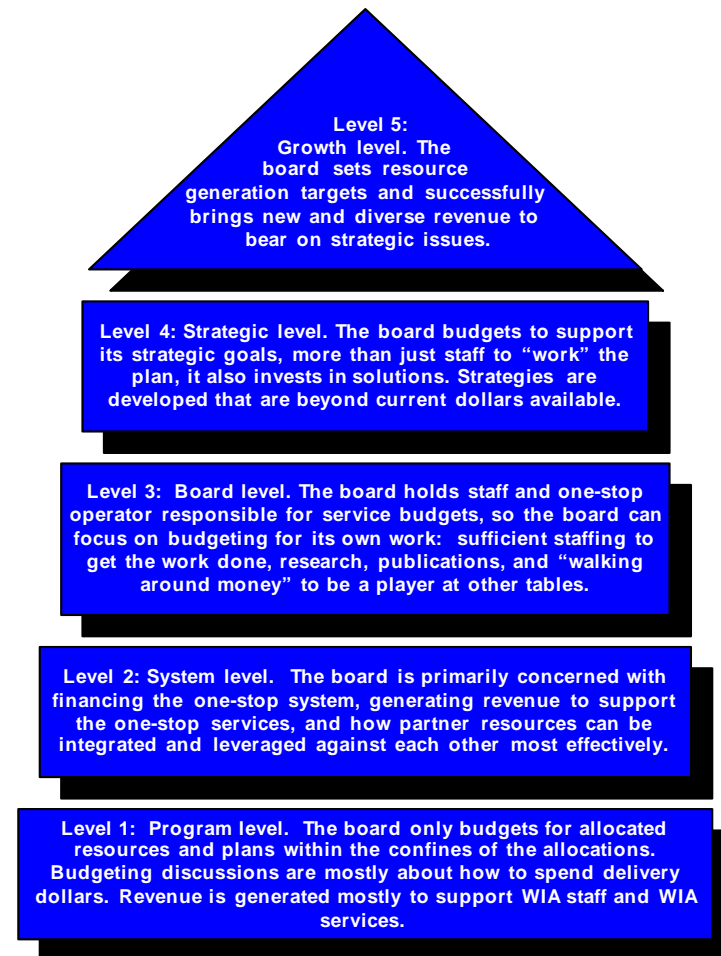 Level 5:
Growth level. The
board sets resource
generation targets and successfully
brings new and diverse revenue to
bear on strategic issues.
Level 4: Strategic level. The board budgets to support
its strategic goals, more than just staff to “work” the
plan, it also invests in solutions. Strategies are
developed that are beyond current dollars available.
Level 3: Board level. The board holds staff and one-stop
operator responsible for service budgets, so the board can
focus on budgeting for its own work: sufficient staffing to
get the work done, research, publications, and “walking
around money” to be a player at other tables.
Level 2: System level. The board is primarily concerned with
financing the one-stop system, generating revenue to support
the one-stop services, and how partner resources can be
integrated and leveraged against each other most effectively.
Level 1: Program level. The board only budgets for allocated
resources and plans within the confines of the allocations.
Budgeting discussions are mostly about how to spend delivery
dollars. Revenue is generated mostly to support WIA staff and WIA
services.